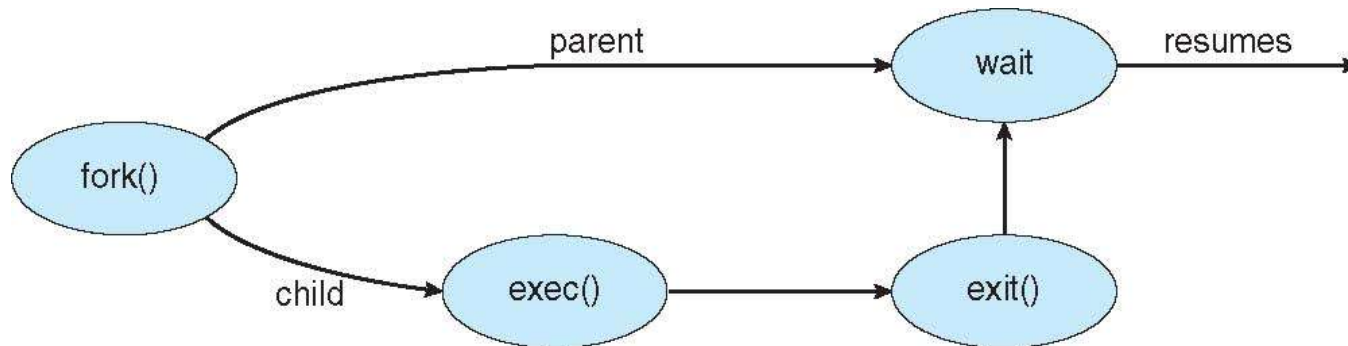 parent
wait
resumes
fork()
child
exec()
exit()